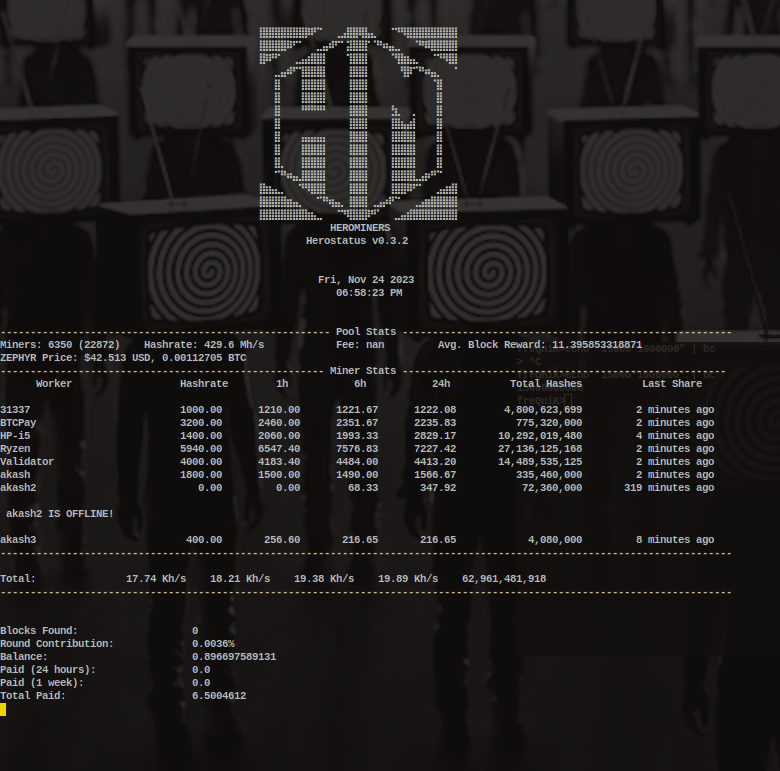 HEROMINERS
Herostatus v0.3.2
Fri, Nov 24 2023
06:58:23 PM
------------------------------------------------------- Pool Stats -------------------------------------------------------
Miners: 6350 (22872) Hashrate: 429.6 Mh/s Fee: nan Avg. Block Reward: 11.395853318871
ZEPHYR Price: $42.513 USD, 0.00112705 BTC
------------------------------------------------------ Miner Stats ------------------------------------------------------
Worker Hashrate 1h 6h 24h Total Hashes Last Share
31337 1000.00 1210.00 1221.67 1222.08 4,800,623,699 2 minutes ago
BTCPay 3200.00 2460.00 2351.67 2235.83 775,320,000 2 minutes ago
HP-i5 1400.00 2060.00 1993.33 2829.17 10,292,019,480 4 minutes ago
Ryzen 5940.00 6547.40 7576.83 7227.42 27,136,125,168 2 minutes ago
Validator 4000.00 4183.40 4484.00 4413.20 14,489,535,125 2 minutes ago
akash 1800.00 1500.00 1490.00 1566.67 335,460,000 2 minutes ago
akash2 0.00 0.00 68.33 347.92 72,360,000 319 minutes ago
akash2 IS OFFLINE!
akash3 400.00 256.60 216.65 216.65 4,080,000 8 minutes ago
--------------------------------------------------------------------------------------------------------------------------
Total: 17.74 Kh/s 18.21 Kh/s 19.38 Kh/s 19.89 Kh/s 62,961,481,918
--------------------------------------------------------------------------------------------------------------------------
Blocks Found: 0
Round Contribution: 0.0036%
Balance: 0.896697589131
Paid (24 hours): 0.0
Paid (1 week): 0.0
Total Paid: 6.5004612